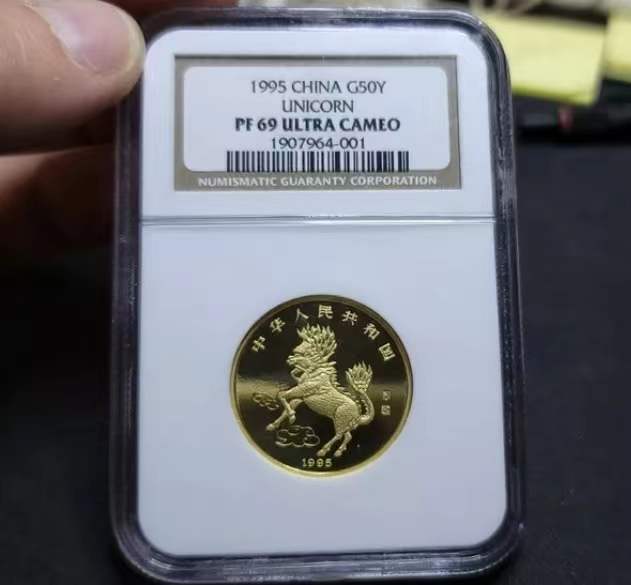 1995 CHINA G50Y
UNICORN
PF 69 ULTRA CAMEO
1907964-001
NUMISMATIC GUARANTY CORPORATION
中华人民共和国
1995